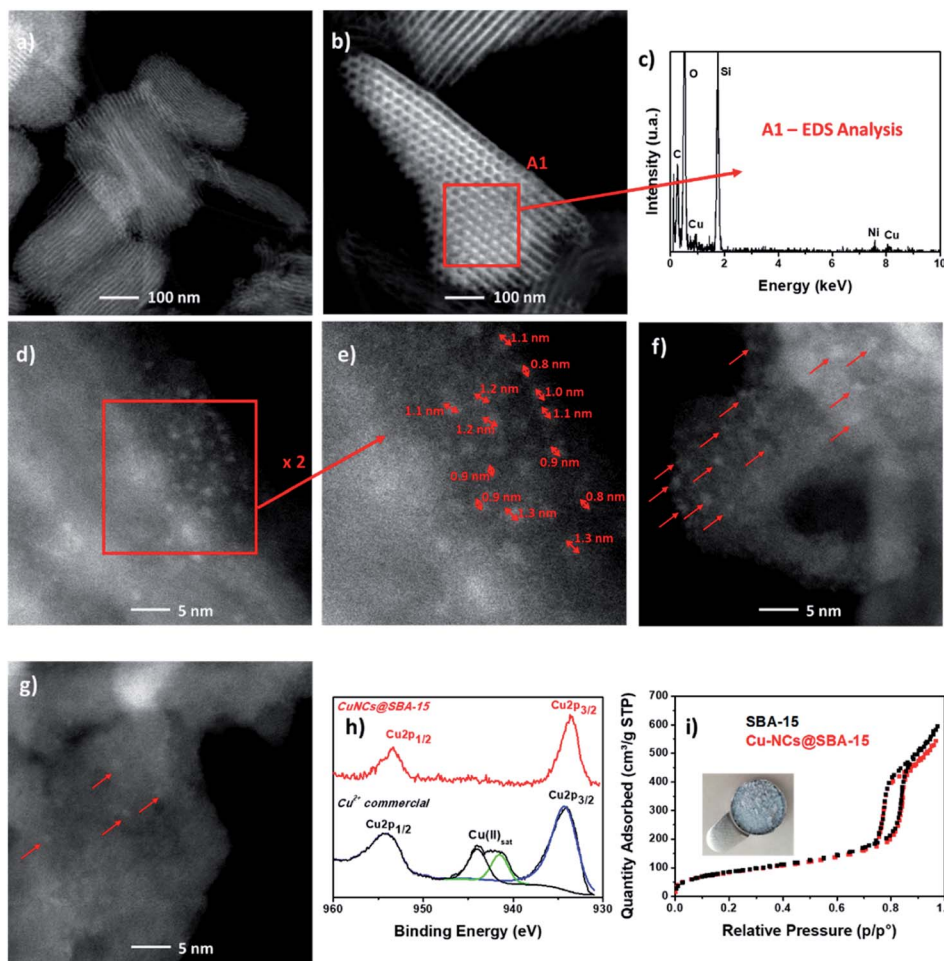 a)
100 nm
b)
A1
100 nm
c)
Intensity (u.a.)
C
O
Cu
Si
A1 – EDS Analysis
Ni
Cu
0
2
4
6
8
10
Energy (keV)
d)
x 2
5 nm
e)
1.1 nm
0.8 nm
1.2 nm
1.0 nm
1.1 nm
1.1 nm
1.2 nm
0.9 nm
0.9 nm
0.9 nm
0.8 nm
1.3 nm
1.3 nm
f)
5 nm
g)
5 nm
h)
CuNCs@SBA-15
Cu2p1/2
Cu2p3/2
Cu2+ commercial
Cu2p1/2
Cu(II)sat
Cu2p3/2
960
950
940
930
Binding Energy (eV)
i)
Quantity Adsorbed (cm³/g STP)
700
600
500
400
300
200
100
0
SBA-15
Cu-NCs@SBA-15
0.0
0.2
0.4
0.6
0.8
Relative Pressure (p/p°)